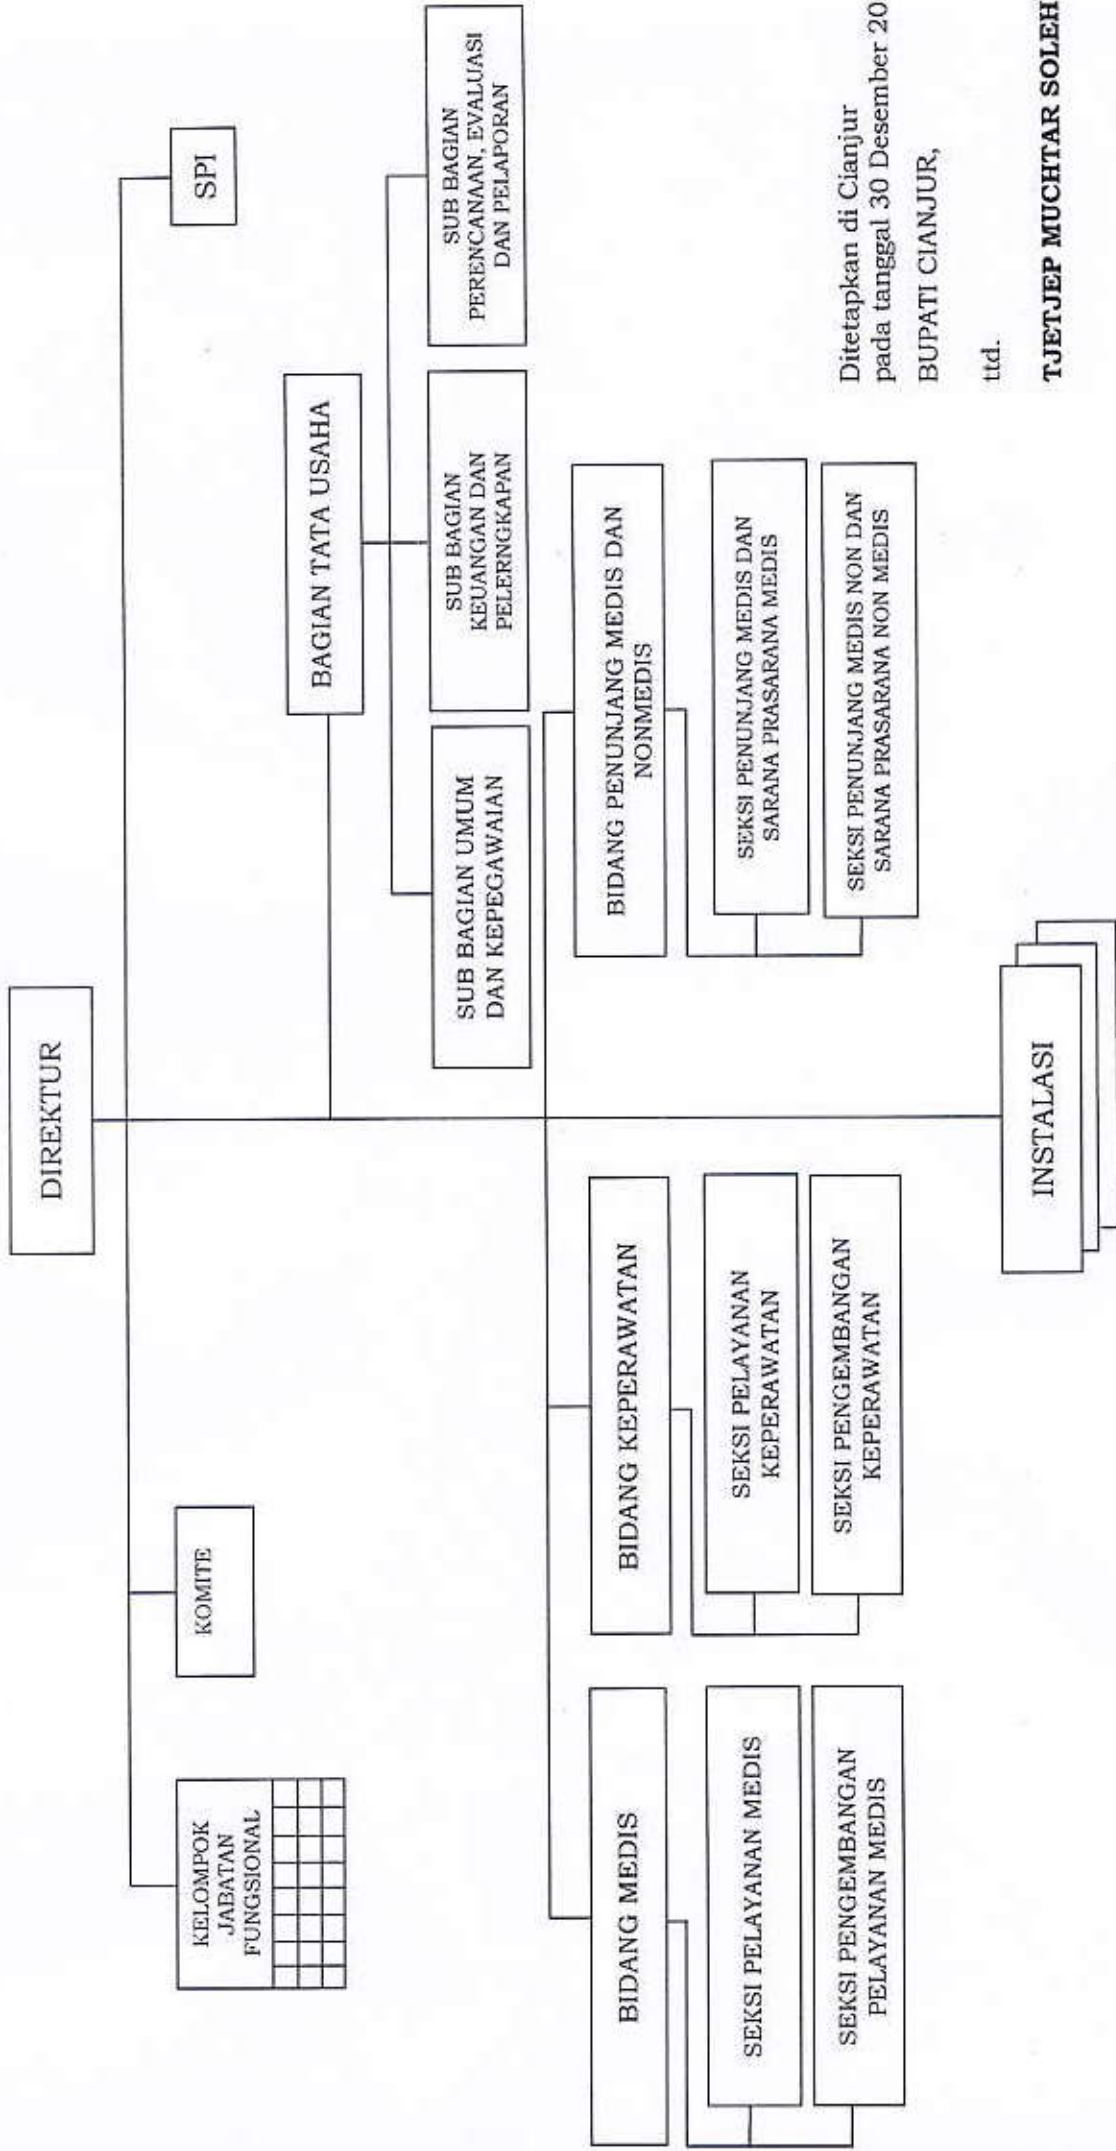 DIREKTUR
KELOMPOK
JABATAN
FUNGSIONAL
KOMITE
SPI
BAGIAN TATA USAHA
SUB BAGIAN UMUM
DAN KEPEGAWAIAN
SUB BAGIAN
KEUANGAN DAN
PELERNGKAPAN
SUB BAGIAN
PERENCANAAN, EVALUASI
DAN PELAPORAN
BIDANG MEDIS
SEKSI PELAYANAN MEDIS
SEKSI PENGEMBANGAN
PELAYANAN MEDIS
BIDANG KEPERAWATAN
SEKSI PELAYANAN
KEPERAWATAN
SEKSI PENGEMBANGAN
KEPERAWATAN
BIDANG PENUNJANG MEDIS DAN
NONMEDIS
SEKSI PENUNJANG MEDIS DAN
SARANA PRASARANA MEDIS
SEKSI PENUNJANG MEDIS NON DAN
SARANA PRASARANA NON MEDIS
INSTALASI
Ditetapkan di Cianjur
pada tanggal 30 Desember 20
BUPATI CIANJUR,
ttd.
TJETJEP MUCHTAR SOLEH